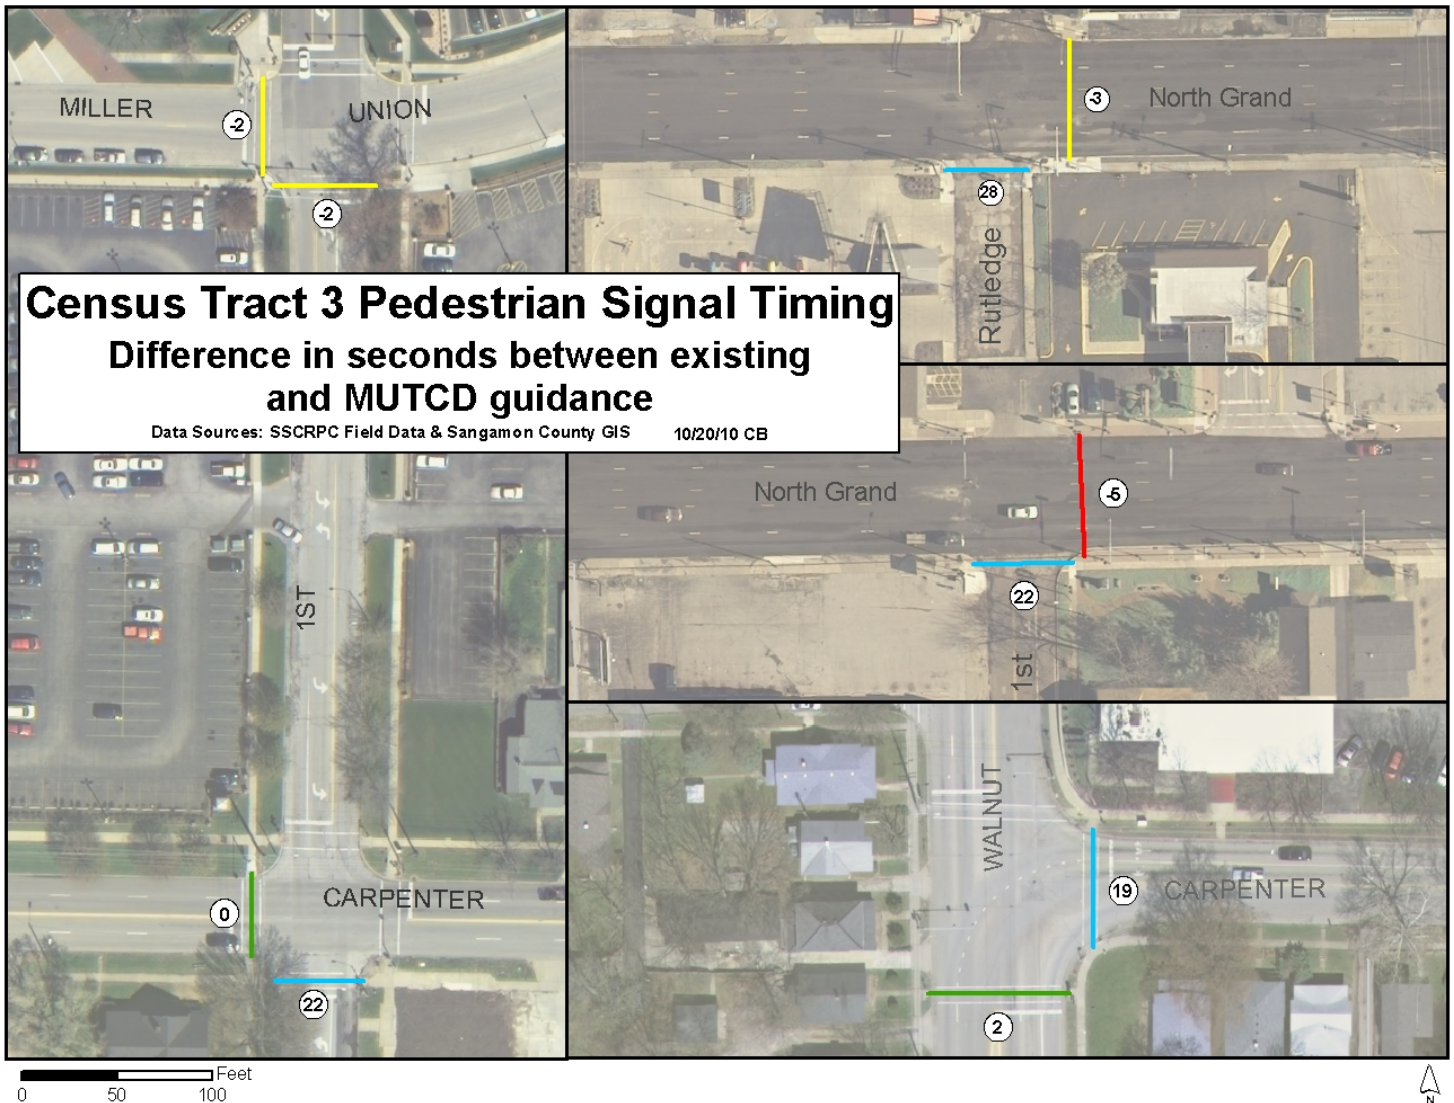 MILLER
UNION
-2
-2
North Grand
-3
28
Rutledge
Census Tract 3 Pedestrian Signal Timing
Difference in seconds between existing
and MUTCD guidance
Data Sources: SSCRPC Field Data & Sangamon County GIS 10/20/10 CB
North Grand
-5
22
1st
1ST
CARPENTER
0
22
WALNUT
19
CARPENTER
2
Feet
0 50 100
N